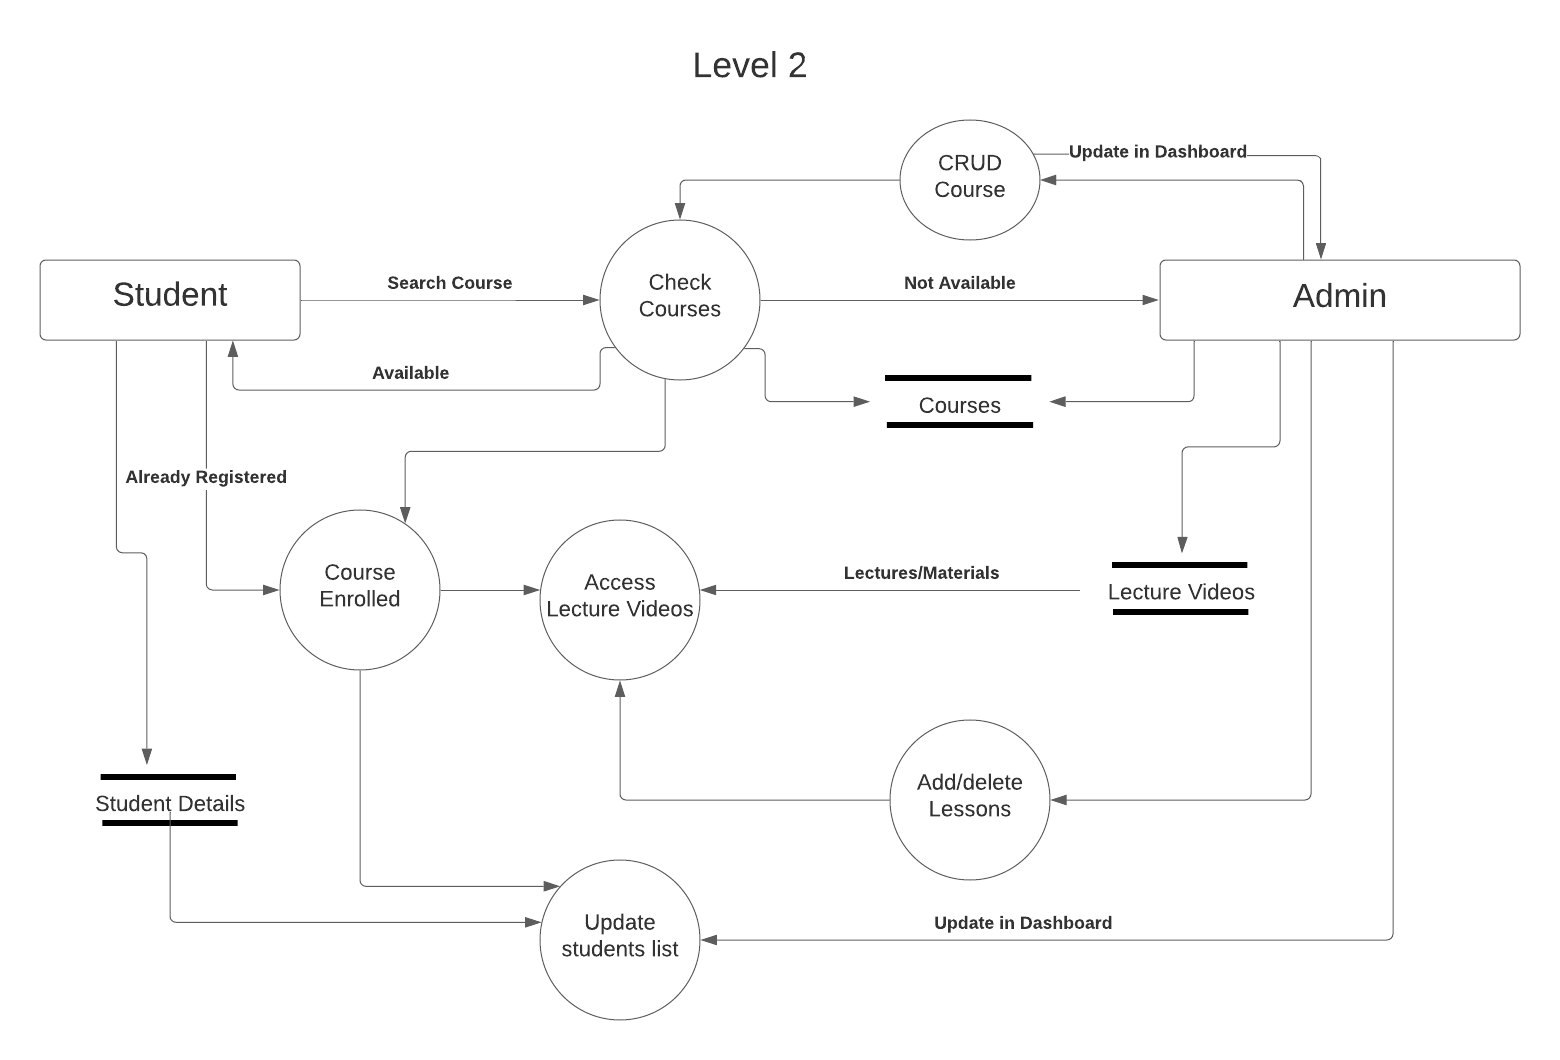 Level 2
CRUD
Course
Update in Dashboard
Student
Search Course
Check
Courses
Not Available
Admin
Available
Courses
Already Registered
Course
Enrolled
Access
Lecture Videos
Lectures/Materials
Lecture Videos
Student Details
Add/delete
Lessons
Update
students list
Update in Dashboard